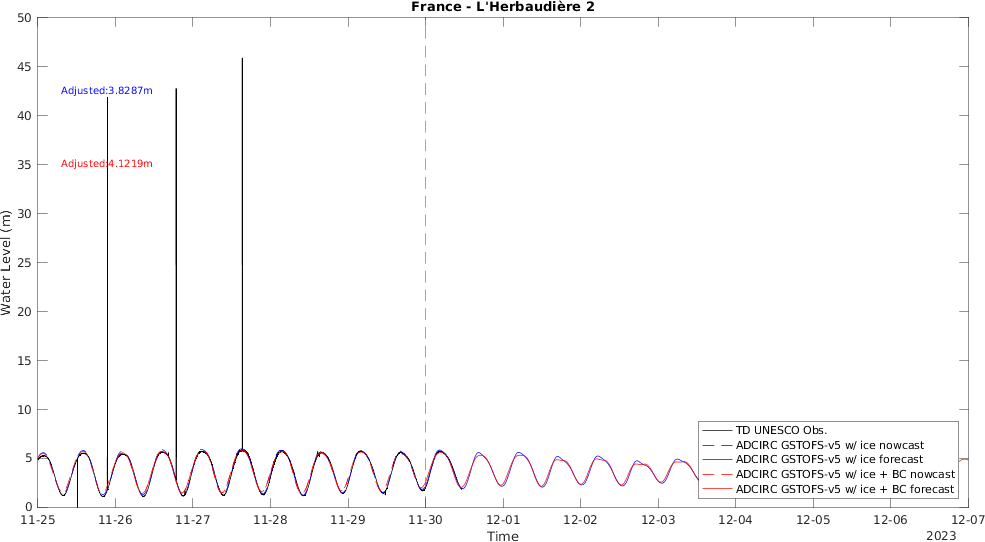 France - L'Herbaudière 2
50
45
40
35
30
25
20
15
10
5
0
Water Level (m)
Adjusted:3.8287m
Adjusted:4.1219m
TD UNESCO Obs.
ADCIRC GSTOFS-v5 w/ ice nowcast
ADCIRC GSTOFS-v5 w/ ice forecast
ADCIRC GSTOFS-v5 w/ ice + BC nowcast
ADCIRC GSTOFS-v5 w/ ice + BC forecast
11-25 11-26 11-27 11-28 11-29 11-30 12-01 12-02 12-03 12-04 12-05 12-06 12-07
Time
2023